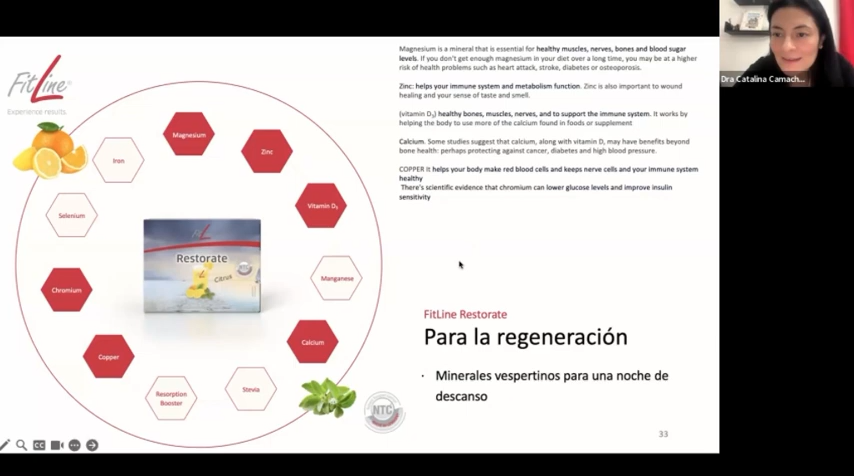 Magnesium is a mineral that is essential for healthy muscles, nerves, bones and blood sugar
levels. If you don't get enough magnesium in your diet over a long time, you may be at a higher
risk of health problems such as heart attack, stroke, diabetes or osteoporosis.
Zinc: helps your immune system and metabolism function. Zinc is also important to wound
healing and your sense of taste and smell.
(vitamin D₃) healthy bones, muscles, nerves, and to support the immune system. It works by
helping the body to use more of the calcium found in foods or supplement
Calcium. Some studies suggest that calcium, along with vitamin D, may have benefits beyond
bone health: perhaps protecting against cancer, diabetes and high blood pressure.
COPPER It helps your body make red blood cells and keeps nerve cells and your immune system
healthy
There's scientific evidence that chromium can lower glucose levels and improve insulin
sensitivity
Dra Catalina Camach...
FitLine®
Experience results
Magnesium
Zinc
Iron
Vitamin D₃
Selenium
Manganese
Chromium
Calcium
Copper
Stevia
Resorption
Booster
Restorate
Citrus
NTC
FitLine Restorate
Para la regeneración
· Minerales vespertinos para una noche de
descanso
33
CC